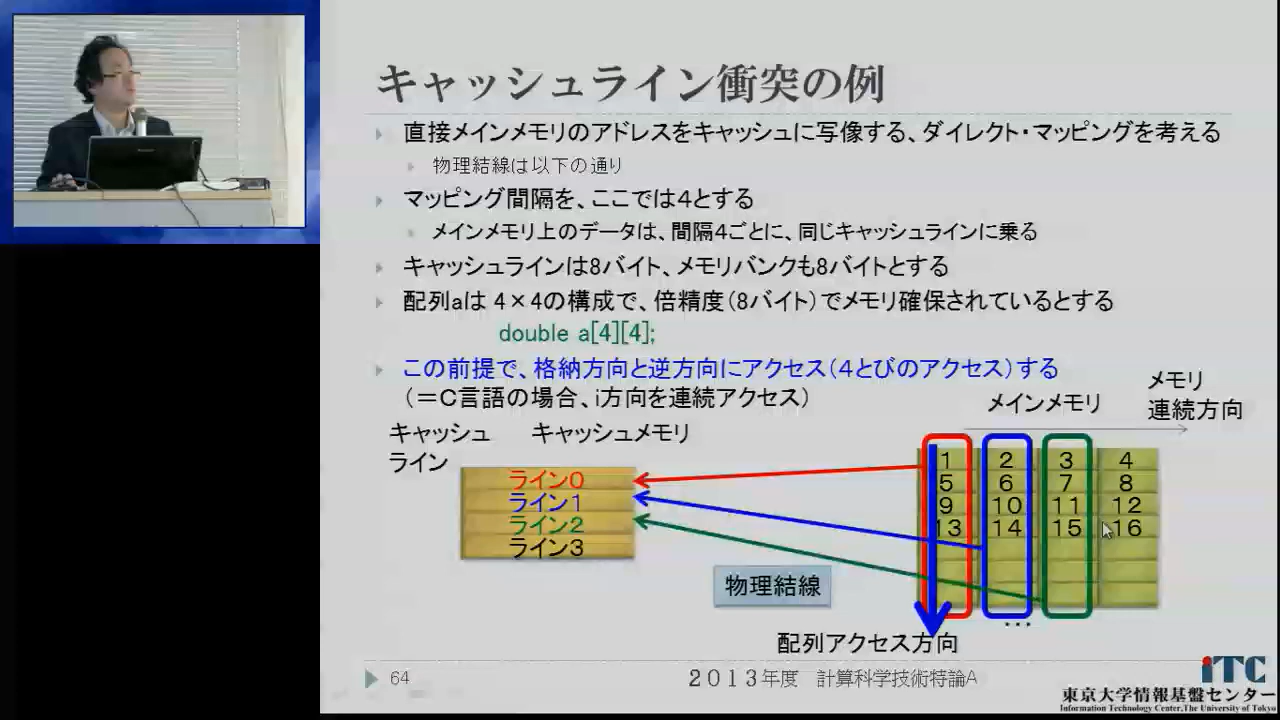 キャッシュライン衝突の例
直接メインメモリのアドレスをキャッシュに写像する、ダイレクト・マッピングを考える
物理結線は以下の通り
マッピング間隔を、ここでは4とする
メインメモリ上のデータは、間隔4ごとに、同じキャッシュラインに乗る
キャッシュラインは8バイト、メモリバンクも8バイトとする
配列aは 4×4の構成で、倍精度(8バイト)でメモリ確保されているとする
double a[4][4];
この前提で、格納方向と逆方向にアクセス(4とびのアクセス)する
(=C言語の場合、i方向を連続アクセス)
メモリ
連続方向
メインメモリ
キャッシュ
ライン
キャッシュメモリ
ライン0
ライン1
ライン2
ライン3
1 2 3 4
5 6 7 8
9 10 11 12
13 14 15 16
物理結線
…
配列アクセス方向
64
2013年度 計算科学技術特論A
iTC
東京大学情報基盤センター
Information Technology Center,The University of Tokyo